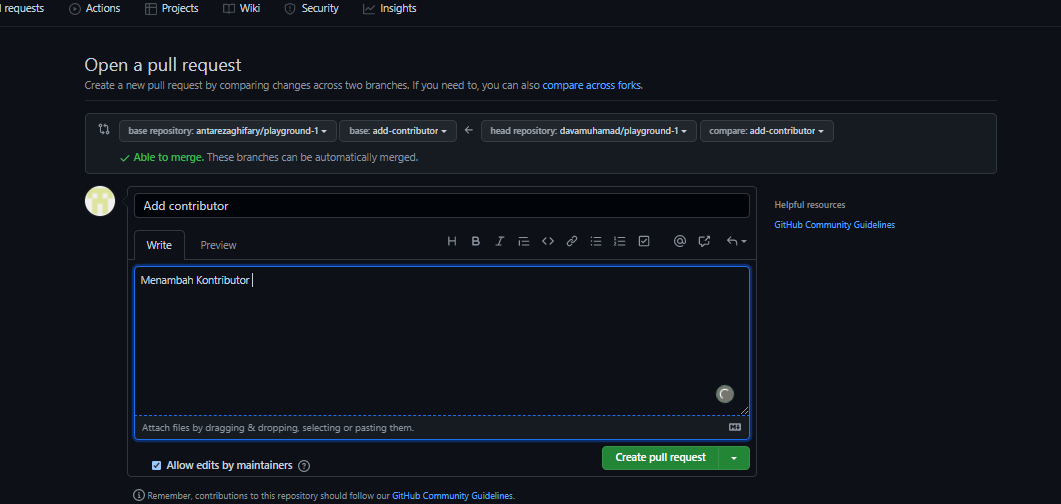 requests Actions Projects Wiki Security Insights
Open a pull request
Create a new pull request by comparing changes across two branches. If you need to, you can also compare across forks.
base repository: antarezaghifary/playground-1 base: add-contributor head repository: davamuhamad/playground-1 compare: add-contributor
Able to merge. These branches can be automatically merged.
Add contributor
Helpful resources
GitHub Community Guidelines
Write Preview
Menambah Kontributor
Attach files by dragging & dropping, selecting or pasting them.
Allow edits by maintainers
Create pull request
Remember, contributions to this repository should follow our GitHub Community Guidelines.